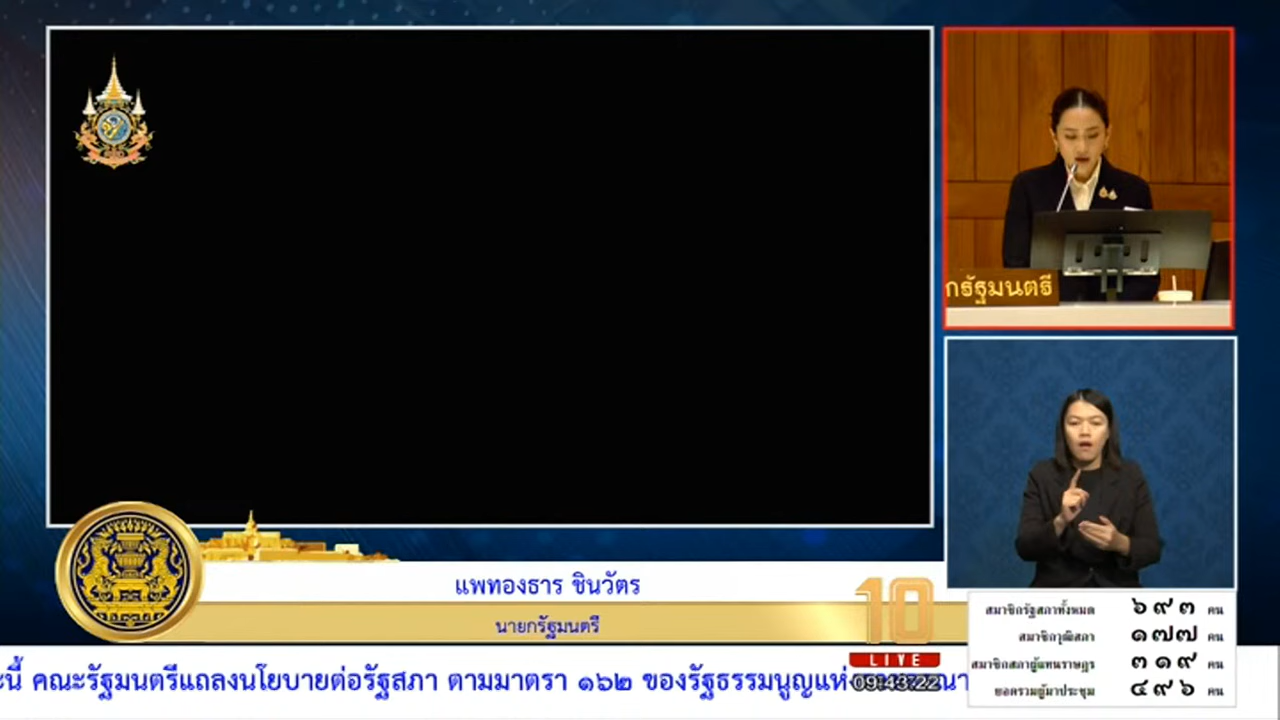 กรัฐมนตรี
แพทองธาร ชินวัตร
นายกรัฐมนตรี
10
LIVE
09:43:22
ะนี้ คณะรัฐมนตรีแถลงนโยบายต่อรัฐสภา ตามมาตรา ๑๖๒ ของรัฐธรรมนูญแห่ง
สมาชิกรัฐสภาทั้งหมด ๖๙๓ คน
สมาชิกวุฒิสภา ๑๗๗ คน
สมาชิกสภาผู้แทนราษฎร ๓๑๙ คน
ยอดรวมผู้มาประชุม ๔๙๖ คน